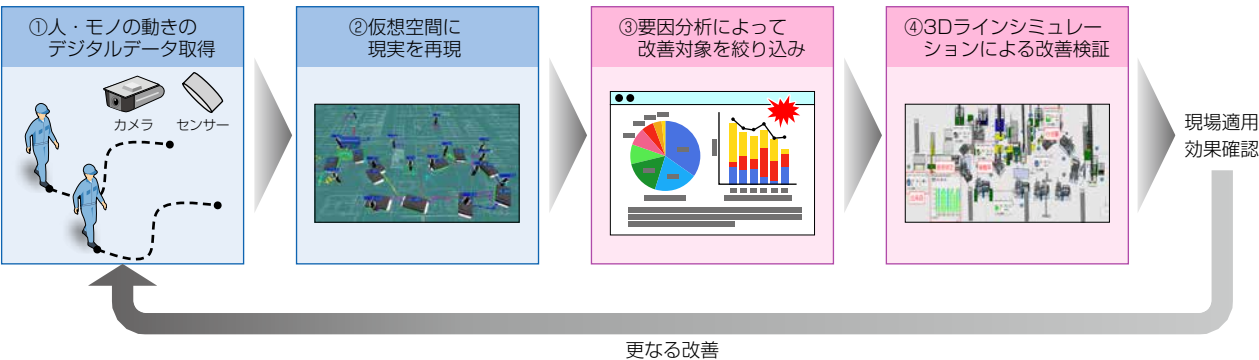 ①人・モノの動きの
デジタルデータ取得
カメラ
センサー
②仮想空間に
現実を再現
③要因分析によって
改善対象を絞り込み
④3Dラインシミュレー
ションによる改善検証
現場適用
効果確認
更なる改善